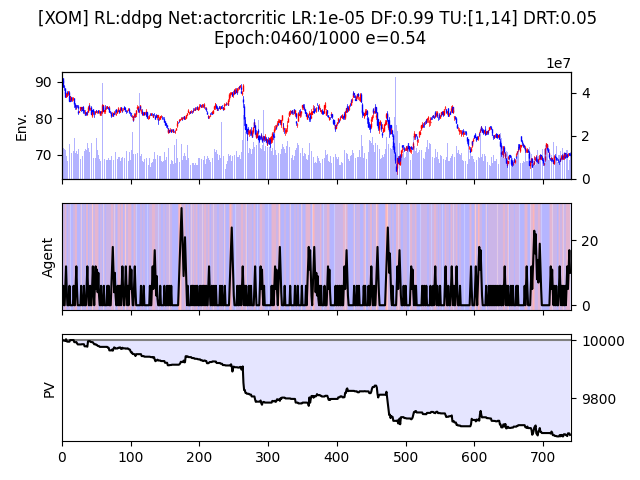 [XOM] RL:ddpg Net:actorcritic LR:1e-05 DF:0.99 TU:[1,14] DRT:0.05
Epoch:0460/1000 e=0.54
1e7
90
80
70
Env.
4
2
0
Agent
20
0
PV
10000
9800
0 100 200 300 400 500 600 700